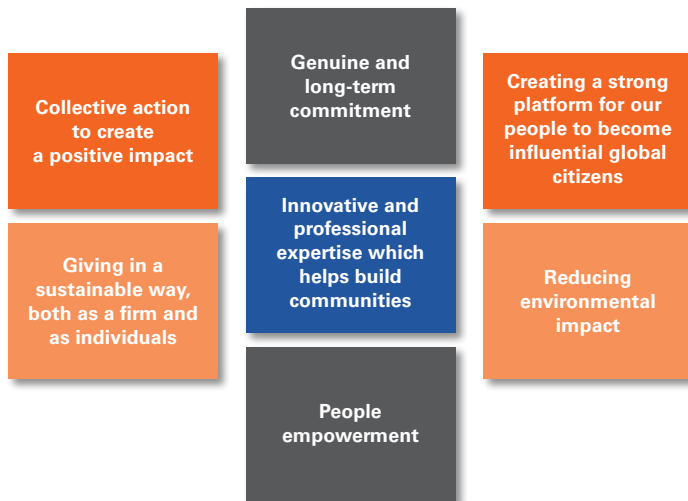 Collective action
to create
a positive impact
Giving in a
sustainable way,
both as a firm and
as individuals
Genuine and
long-term
commitment
Innovative and
professional
expertise which
helps build
communities
People
empowerment
Creating a strong
platform for our
people to become
influential global
citizens
Reducing
environmental
impact